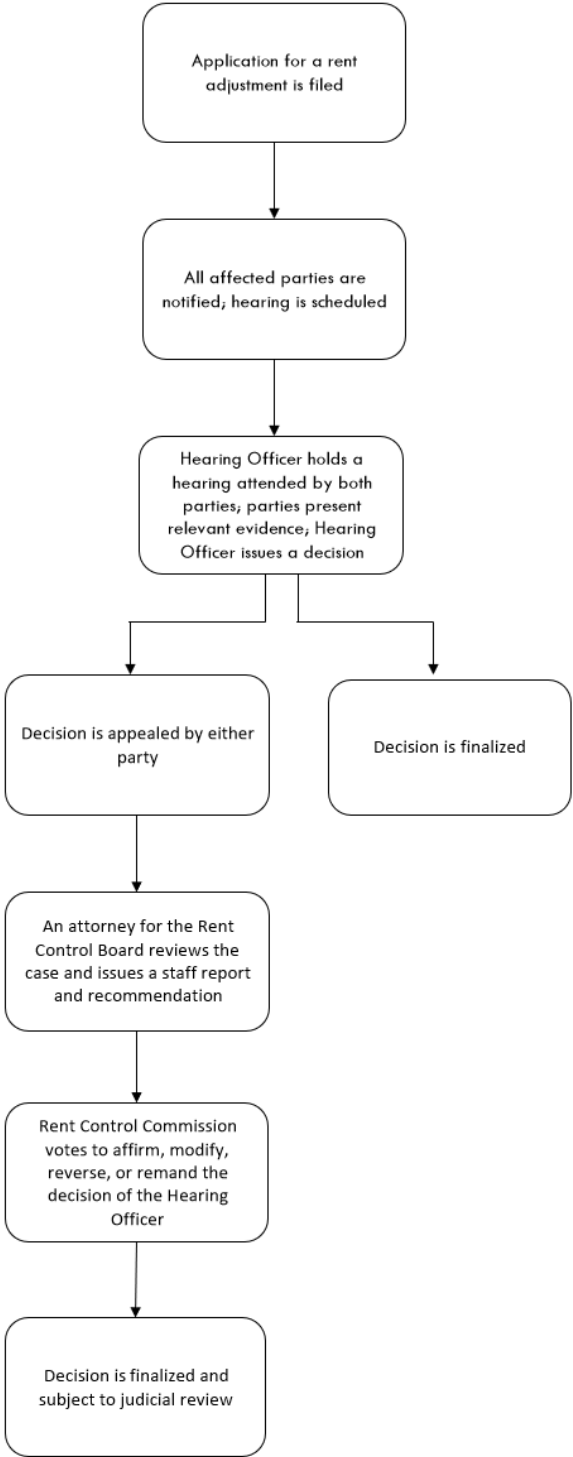 Application for a rent
adjustment is filed
All affected parties are
notified; hearing is scheduled
Hearing Officer holds a
hearing attended by both
parties; parties present
relevant evidence; Hearing
Officer issues a decision
Decision is appealed by either
party
Decision is finalized
An attorney for the Rent
Control Board reviews the
case and issues a staff report
and recommendation
Rent Control Commission
votes to affirm, modify,
reverse, or remand the
decision of the Hearing
Officer
Decision is finalized and
subject to judicial review